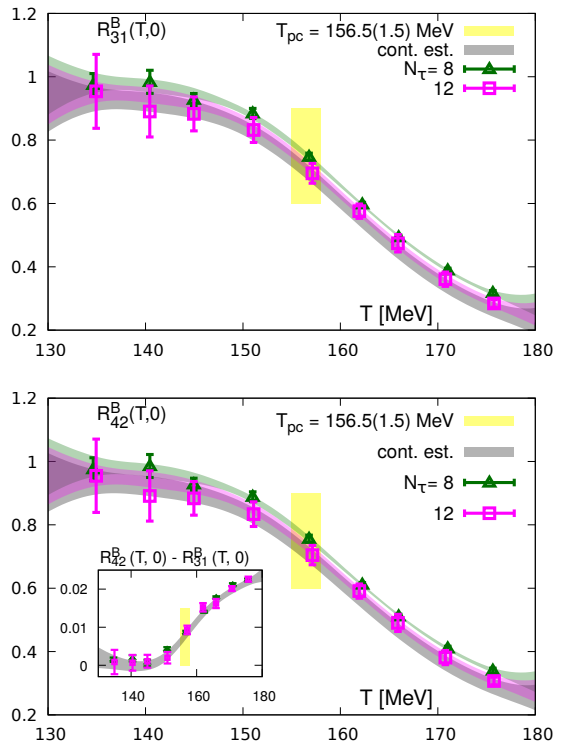 R^B_31(T,0)
T_pc = 156.5(1.5) MeV
cont. est.
N_τ = 8
12
1.2
1
0.8
0.6
0.4
0.2
T [MeV]
130 140 150 160 170 180
R^B_42(T,0)
T_pc = 156.5(1.5) MeV
cont. est.
N_τ = 8
12
1.2
1
0.8
0.6
0.4
0.2
R^B_42(T, 0) - R^B_31(T, 0)
0.02
0.01
0
140 160 180
T [MeV]
130 140 150 160 170 180